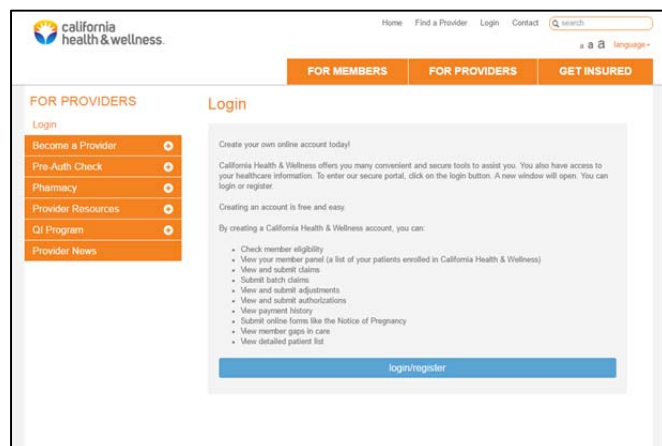 california
health & wellness.
Home Find a Provider Login Contact search
a a a language
FOR MEMBERS FOR PROVIDERS GET INSURED
FOR PROVIDERS
Login
Become a Provider
Pre-Auth Check
Pharmacy
Provider Resources
QI Program
Provider News
Login
Create your own online account today!
California Health & Wellness offers you many convenient and secure tools to assist you. You also have access to
your healthcare information. To enter our secure portal, click on the login button. A new window will open. You can
login or register.
Creating an account is free and easy.
By creating a California Health & Wellness account, you can:
Check member eligibility
View your member panel (a list of your patients enrolled in California Health & Wellness)
View and submit claims
Submit batch claims
View and submit adjustments
View and submit authorizations
View payment history
Submit online forms like the Notice of Pregnancy
View member gaps in care
View detailed patient list
login/register